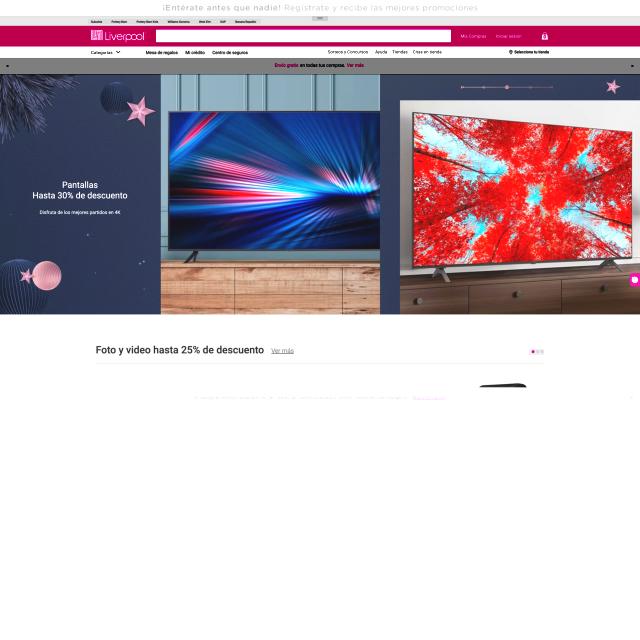 ¡Entérate antes que nadie! Regístrate y recibe las mejores promociones
Suburbia Pottery Barn Pottery Barn Kids Williams-Sonoma West Elm GAP Banana Republic
Liverpool
Mis Compras Iniciar sesión
Categorías Mesa de regalos Mi crédito Centro de seguros Sorteos y Concursos Ayuda Tiendas Citas en tienda Selecciona tu tienda
Envío gratis en todas tus compras. Ver más
Pantallas
Hasta 30% de descuento
Disfruta de los mejores partidos en 4K
Foto y video hasta 25% de descuento Ver más